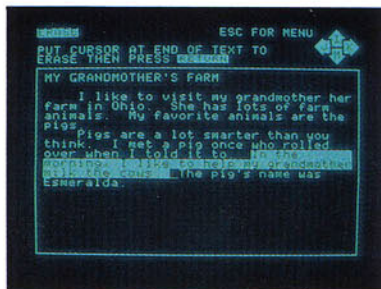 ERASE ESC FOR MENU
PUT CURSOR AT END OF TEXT TO
ERASE THEN PRESS RETURN
MY GRANDMOTHER'S FARM
I like to visit my grandmother her
farm in Ohio. She has lots of farm
animals. My favorite animals are the
pigs
Pigs are a lot smarter than you
think. I met a pig once who rolled
over when I told it to. In the
morning, I like to help my grandmother
milk the cows. The pig's name was
Esmeralda.